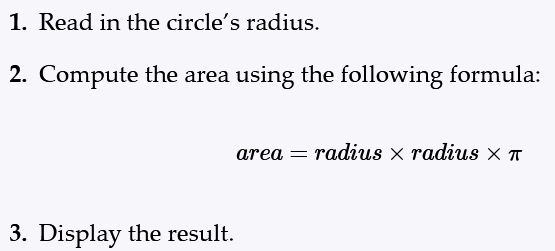 1. Read in the circle’s radius.
2. Compute the area using the following formula:
area = radius × radius × π
3. Display the result.